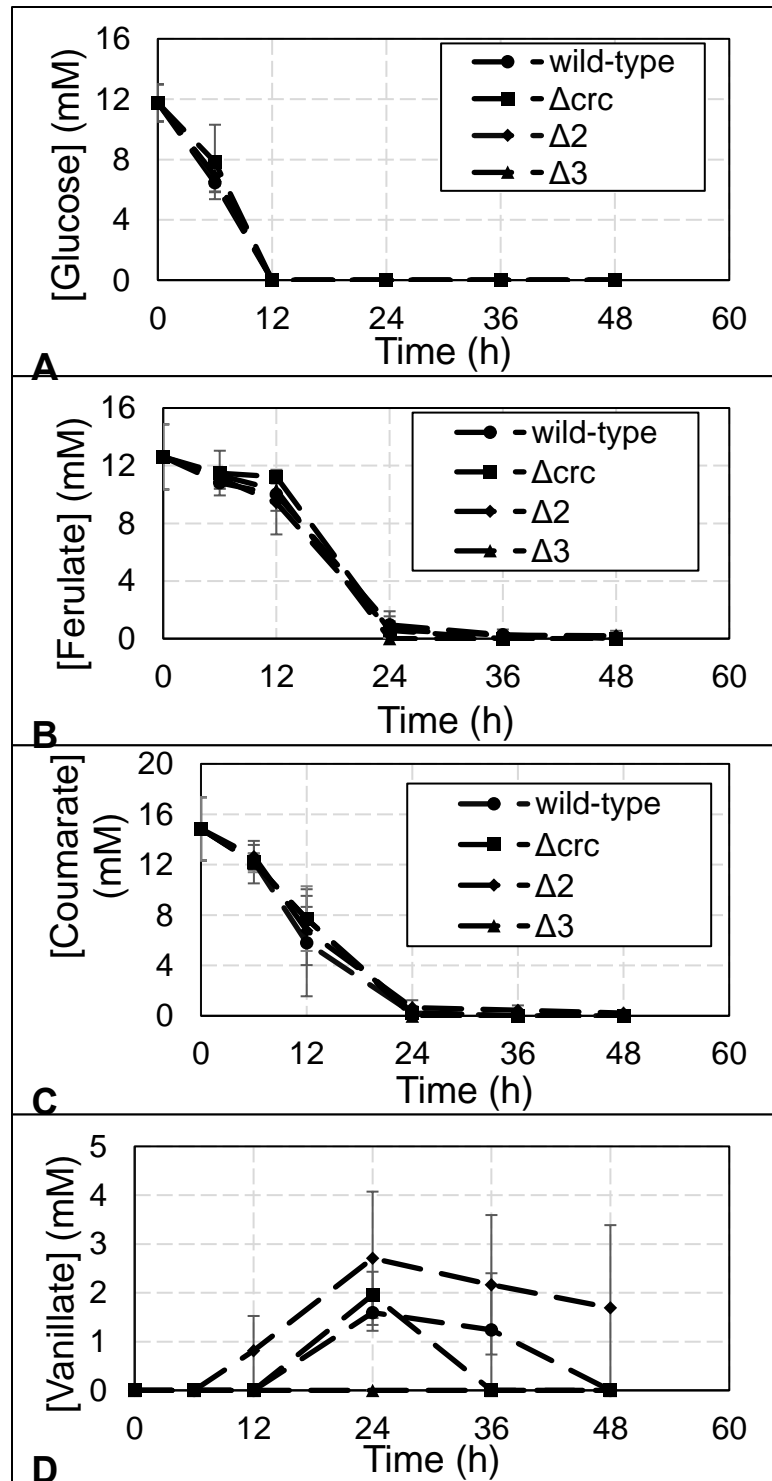 [Glucose] (mM)
16
12
8
4
0
0 12 24 36 48 60
Time (h)
wild-type
Δcrc
Δ2
Δ3
A
[Ferulate] (mM)
16
12
8
4
0
0 12 24 36 48 60
Time (h)
wild-type
Δcrc
Δ2
Δ3
B
[Coumarate]
(mM)
20
16
12
8
4
0
0 12 24 36 48 60
Time (h)
wild-type
Δcrc
Δ2
Δ3
C
[Vanillate] (mM)
5
4
3
2
1
0
0 12 24 36 48 60
Time (h)
D